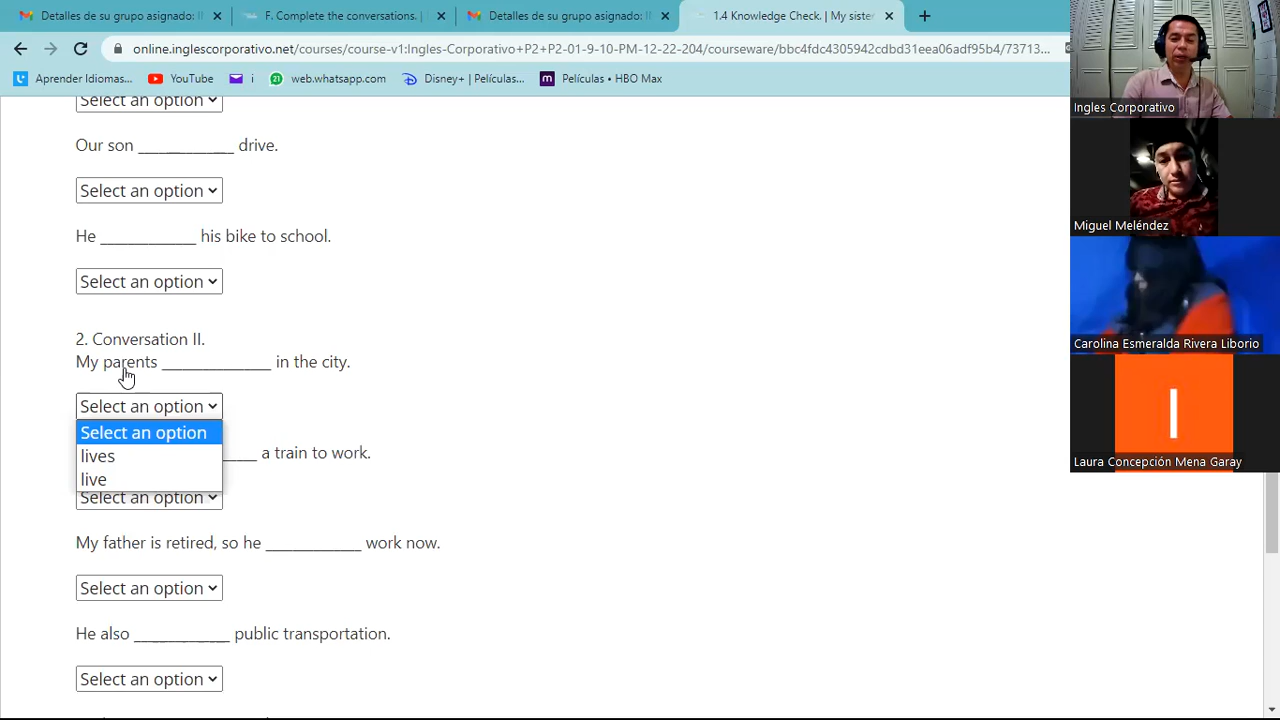 Detalles de su grupo asignado: I
F. Complete the conversations. |
Detalles de su grupo asignado: I
1.4 Knowledge Check. | My siste
online.inglescorporativo.net/courses/course-v1:Ingles-Corporativo+P2+P2-01-9-10-PM-12-22-204/courseware/bbc4fdc4305942cdbd31eea06adf95b4/73713...
Aprender Idiomas...
YouTube
i
web.whatsapp.com
Disney+ | Películas...
Películas • HBO Max
Select an option
Our son ____________ drive.
Select an option
He ____________ his bike to school.
Select an option
2. Conversation II.
My parents ______________ in the city.
Select an option
Select an option
lives
live
____ a train to work.
Select an option
My father is retired, so he ____________ work now.
Select an option
He also ____________ public transportation.
Select an option
Ingles Corporativo
Miguel Meléndez
Carolina Esmeralda Rivera Liborio
I
Laura Concepción Mena Garay